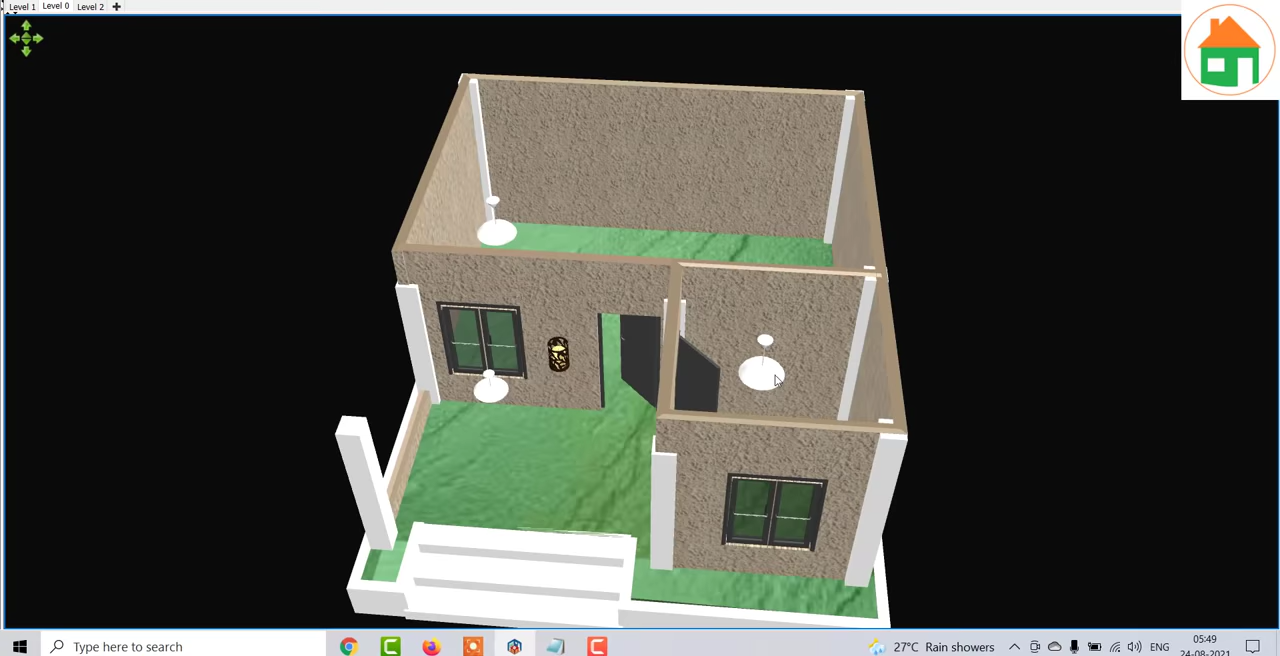 Level 1 Level 0 Level 2
Type here to search
27°C Rain showers
ENG
05:49
24-08-2021